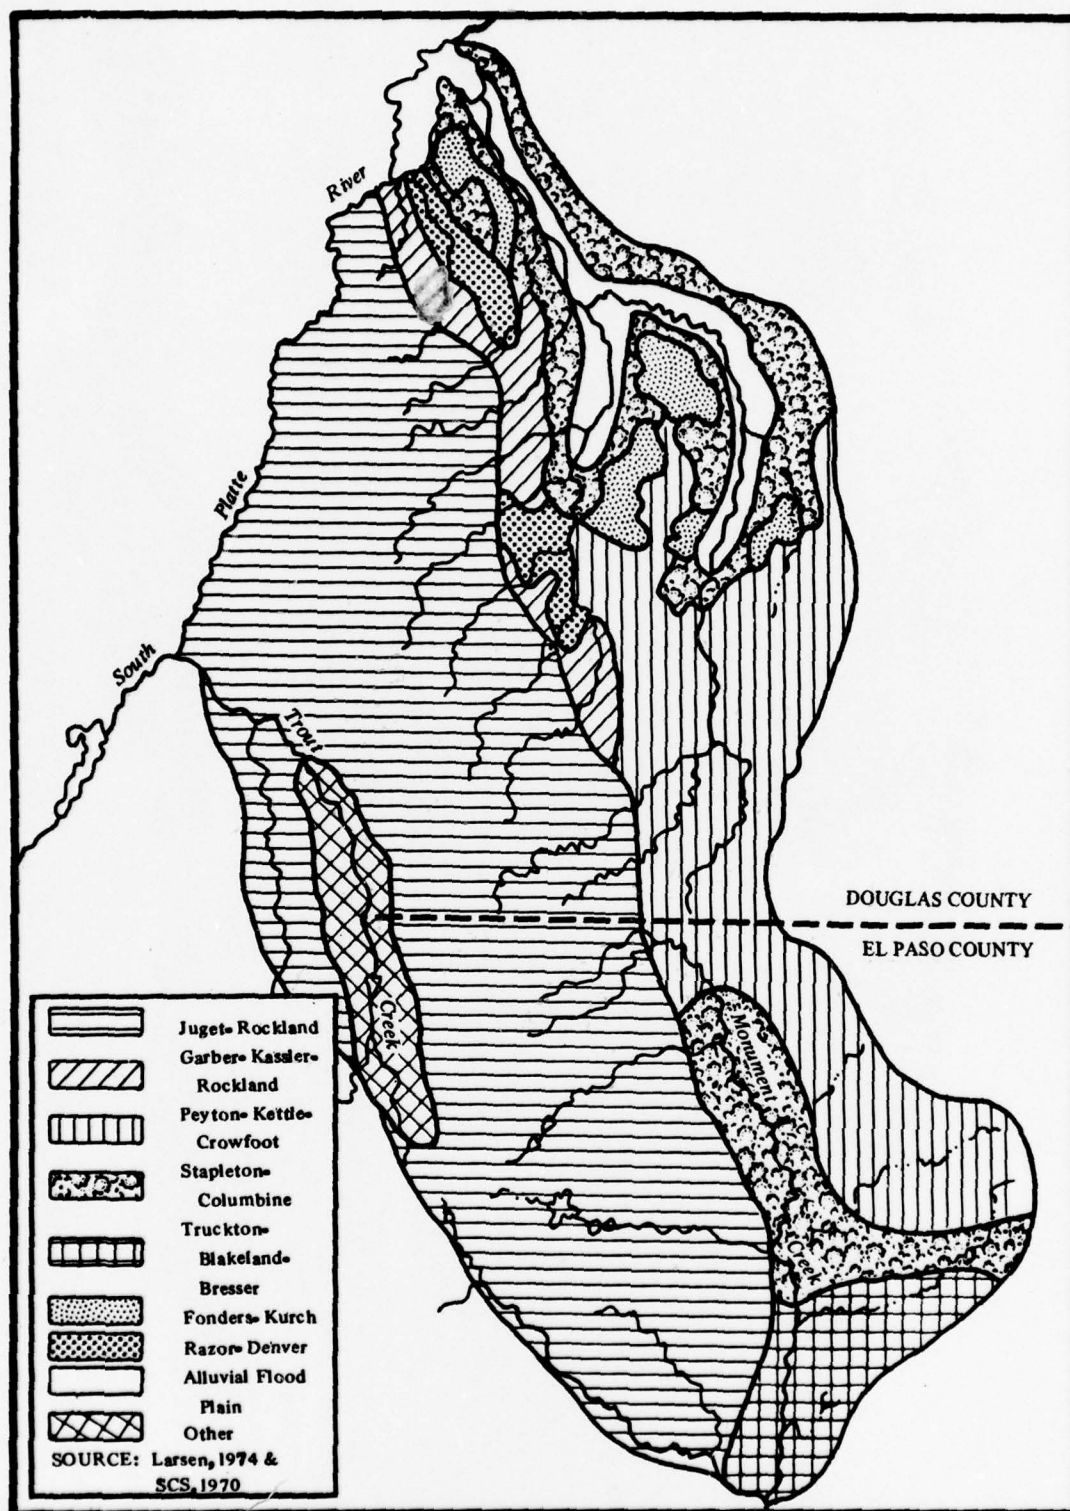 River
Platte
South
Trout
Creek
DOUGLAS COUNTY
EL PASO COUNTY
Monument
Creek
Juget-Rockland
Garber-Kassler-
Rockland
Peyton-Kettle-
Crowfoot
Stapleton-
Columbine
Truckton-
Blakeland-
Bresser
Fonders-Kurch
Razor-Denver
Alluvial Flood
Plain
Other
SOURCE: Larsen, 1974 &
SCS, 1970